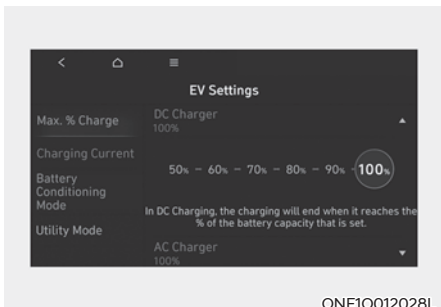 EV Settings
Max. % Charge
Charging Current
Battery
Conditioning
Mode
Utility Mode
DC Charger
100%
50% - 60% - 70% - 80% - 90% - 100%
In DC Charging, the charging will end when it reaches the
% of the battery capacity that is set.
AC Charger
100%
ONE1Q012028L